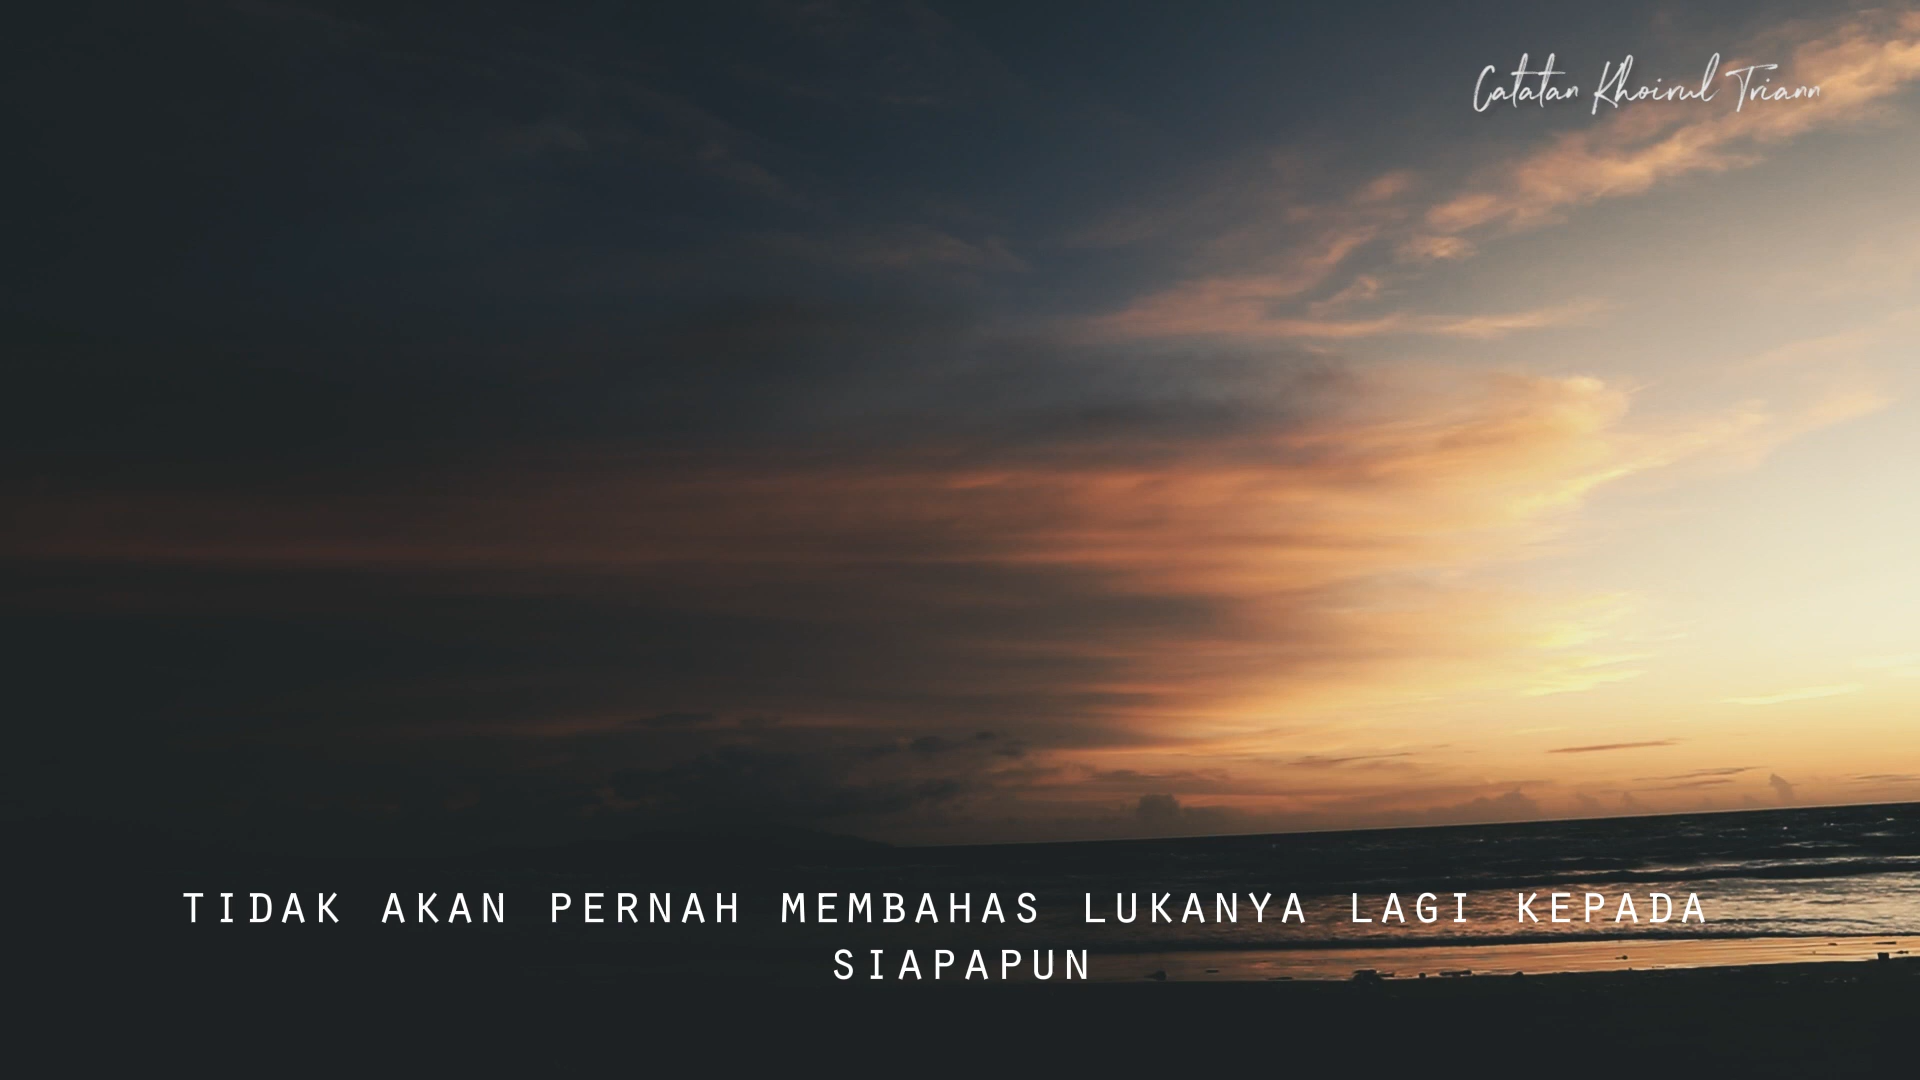 Catatan Khoirul Triann
TIDAK AKAN PERNAH MEMBAHAS LUKANYA LAGI KEPADA
SIAPAPUN